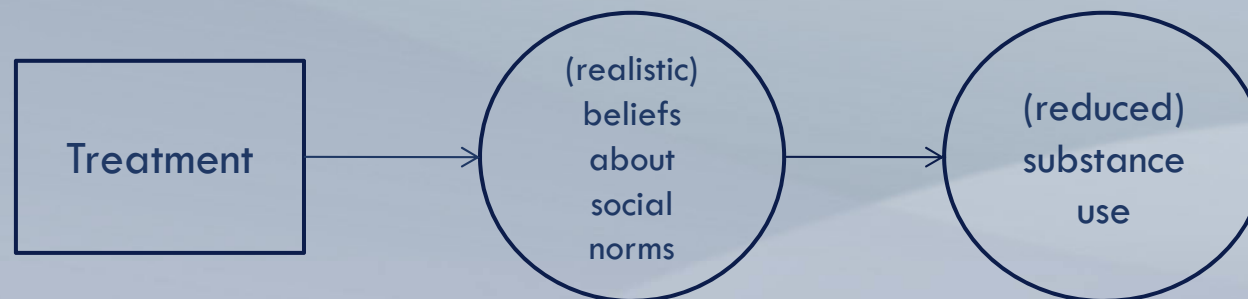 Treatment
(realistic)
beliefs
about
social
norms
(reduced)
substance
use